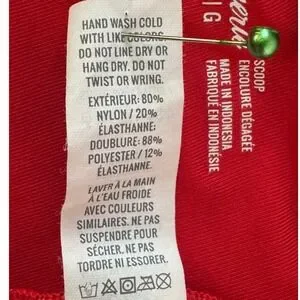 HAND WASH COLD
WITH LIKE COLORS.
DO NOT LINE DRY OR
HANG DRY. DO NOT
TWIST OR WRING.
EXTÉRIEUR: 80%
NYLON / 20%
ÉLASTHANNE:
DOUBLURE: 88%
POLYESTER / 12%
ÉLASTHANNE.
LAVER À LA MAIN
À L'EAU FROIDE
AVEC COULEURS
SIMILAIRES. NE PAS
SUSPENDRE POUR
SÉCHER. NE PAS
TORDRE NI ESSORER.
SCOOP
ENCOLURE DÉGAGÉE
MADE IN INDONESIA
FABRIQUÉ EN INDONÉSIE